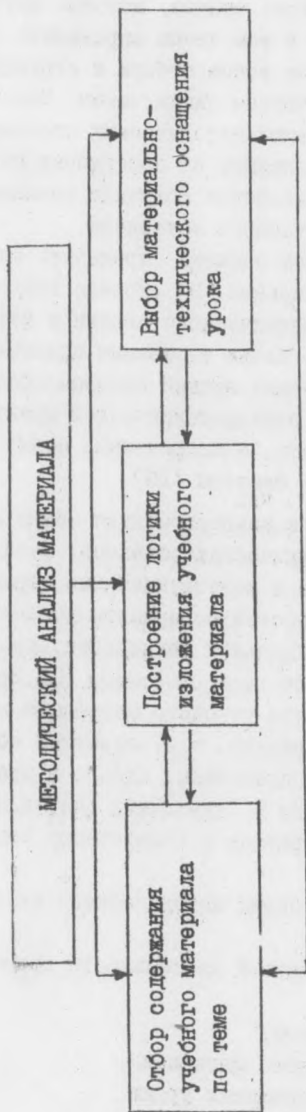 МЕТОДИЧЕСКИЙ АНАЛИЗ МАТЕРИАЛА
Отбор содержания
учебного материала
по теме
Построение логики
изложения учебного
материала
Выбор материально-
технического оснащения
урока